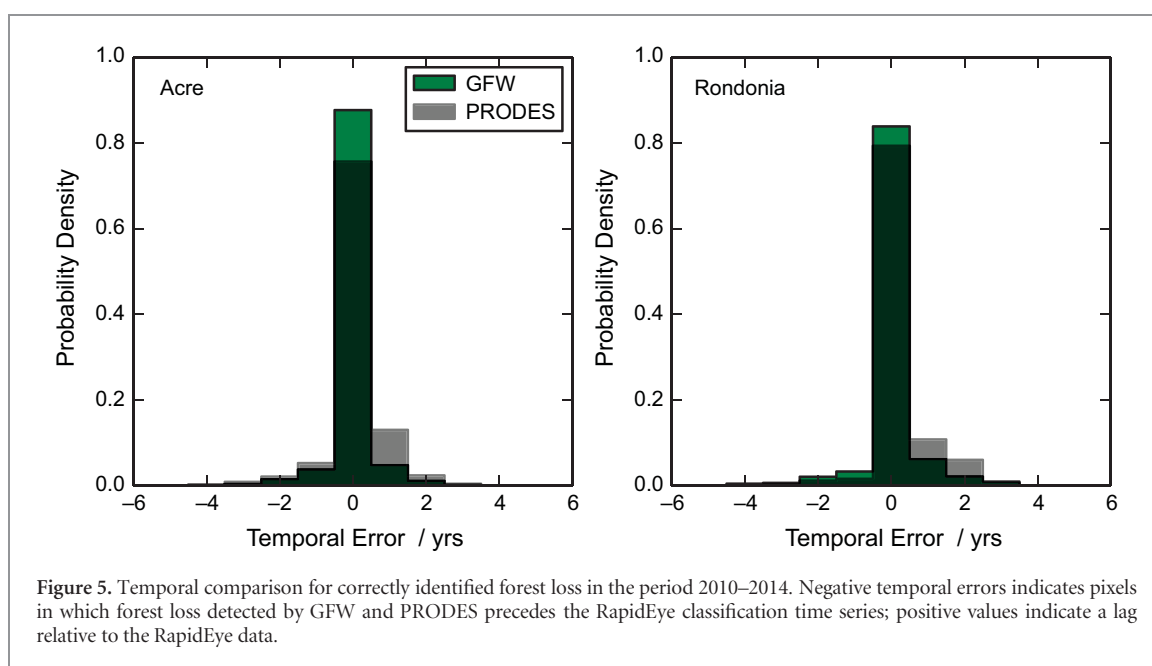 Acre
GFW
PRODES
1.0
0.8
0.6
0.4
0.2
0.0
Probability Density
−6 −4 −2 0 2 4 6
Temporal Error / yrs
Rondonia
1.0
0.8
0.6
0.4
0.2
0.0
Probability Density
−6 −4 −2 0 2 4 6
Temporal Error / yrs
Figure 5. Temporal comparison for correctly identified forest loss in the period 2010–2014. Negative temporal errors indicates pixels
in which forest loss detected by GFW and PRODES precedes the RapidEye classification time series; positive values indicate a lag
relative to the RapidEye data.